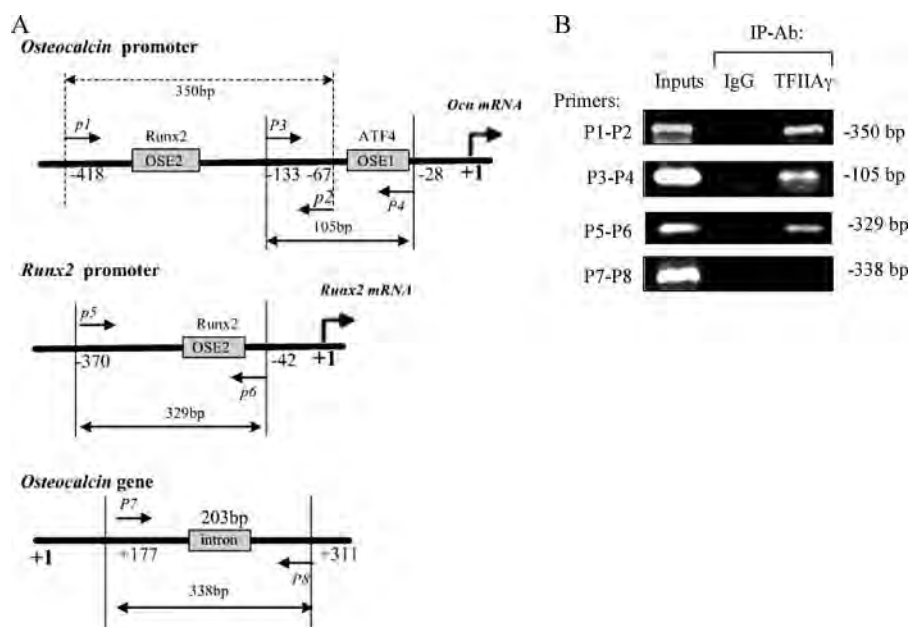 A
Osteocalcin promoter
350bp
p1
Runx2
OSE2
P3
ATF4
OSE1
Ocn mRNA
-418
-133 -67
-28
+1
p2
P4
105bp
Runx2 promoter
Runx2 mRNA
p5
Runx2
OSE2
-370
-42
+1
p6
329bp
Osteocalcin gene
P7
203bp
intron
+1
+177
+311
P8
338bp
B
IP-Ab:
Inputs IgG TFIIAγ
Primers:
P1-P2 -350 bp
P3-P4 -105 bp
P5-P6 -329 bp
P7-P8 -338 bp